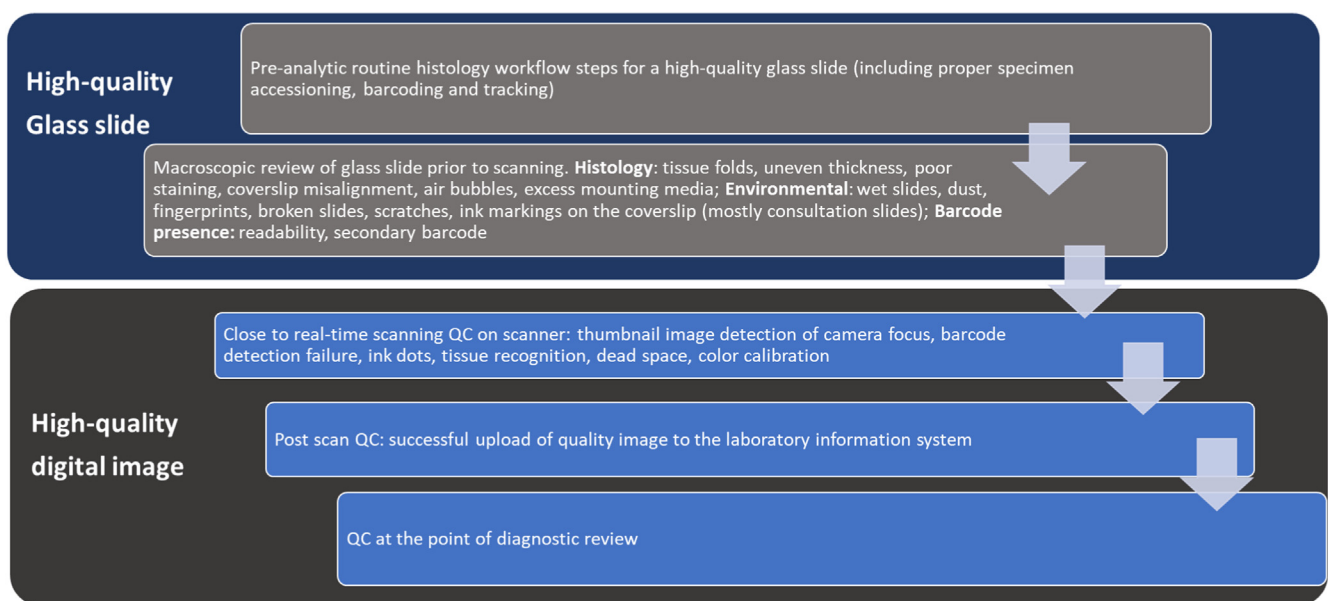 High-quality
Glass slide
Pre-analytic routine histology workflow steps for a high-quality glass slide (including proper specimen
accessioning, barcoding and tracking)
Macroscopic review of glass slide prior to scanning. Histology: tissue folds, uneven thickness, poor
staining, coverslip misalignment, air bubbles, excess mounting media; Environmental: wet slides, dust,
fingerprints, broken slides, scratches, ink markings on the coverslip (mostly consultation slides); Barcode
presence: readability, secondary barcode
High-quality
digital image
Close to real-time scanning QC on scanner: thumbnail image detection of camera focus, barcode
detection failure, ink dots, tissue recognition, dead space, color calibration
Post scan QC: successful upload of quality image to the laboratory information system
QC at the point of diagnostic review